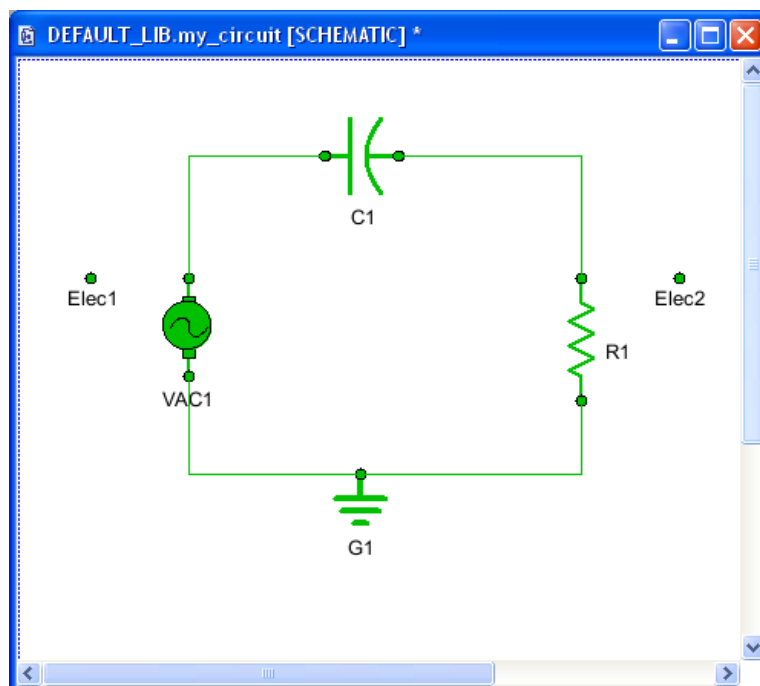 DEFAULT_LIB.my_circuit [SCHEMATIC] *
C1
Elec1
Elec2
R1
VAC1
G1